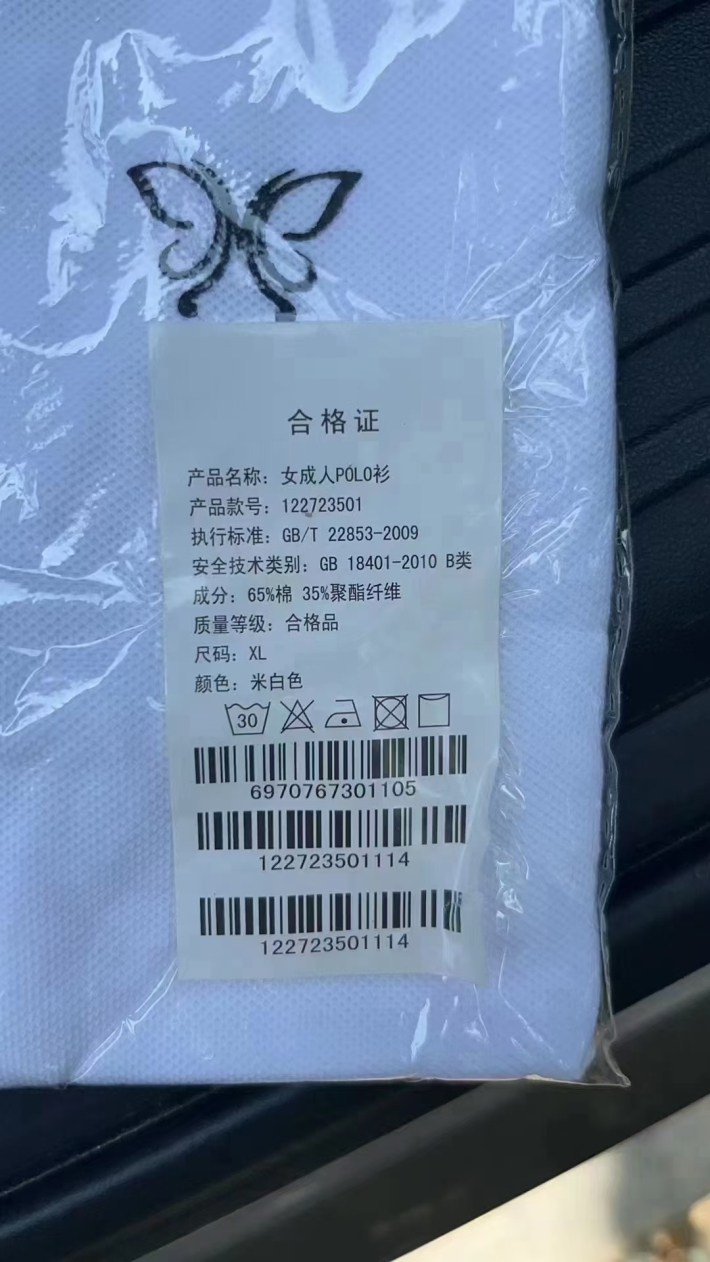 合格证
产品名称：女成人POLO衫
产品款号：122723501
执行标准：GB/T 22853-2009
安全技术类别：GB 18401-2010 B类
成分：65%棉 35%聚酯纤维
质量等级：合格品
尺码：XL
颜色：米白色
30
6970767301105
122723501114
122723501114